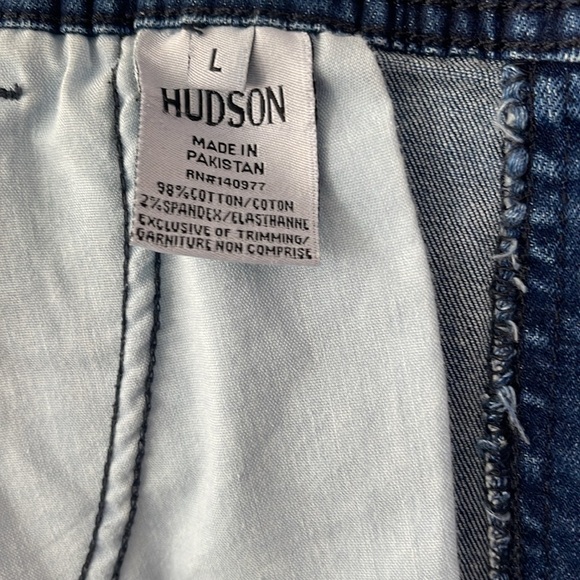 L
HUDSON
MADE IN
PAKISTAN
RN#140977
98%COTTON/COTON
2%SPANDEX/ELASTHANNE
EXCLUSIVE OF TRIMMING/
GARNITURE NON COMPRISE